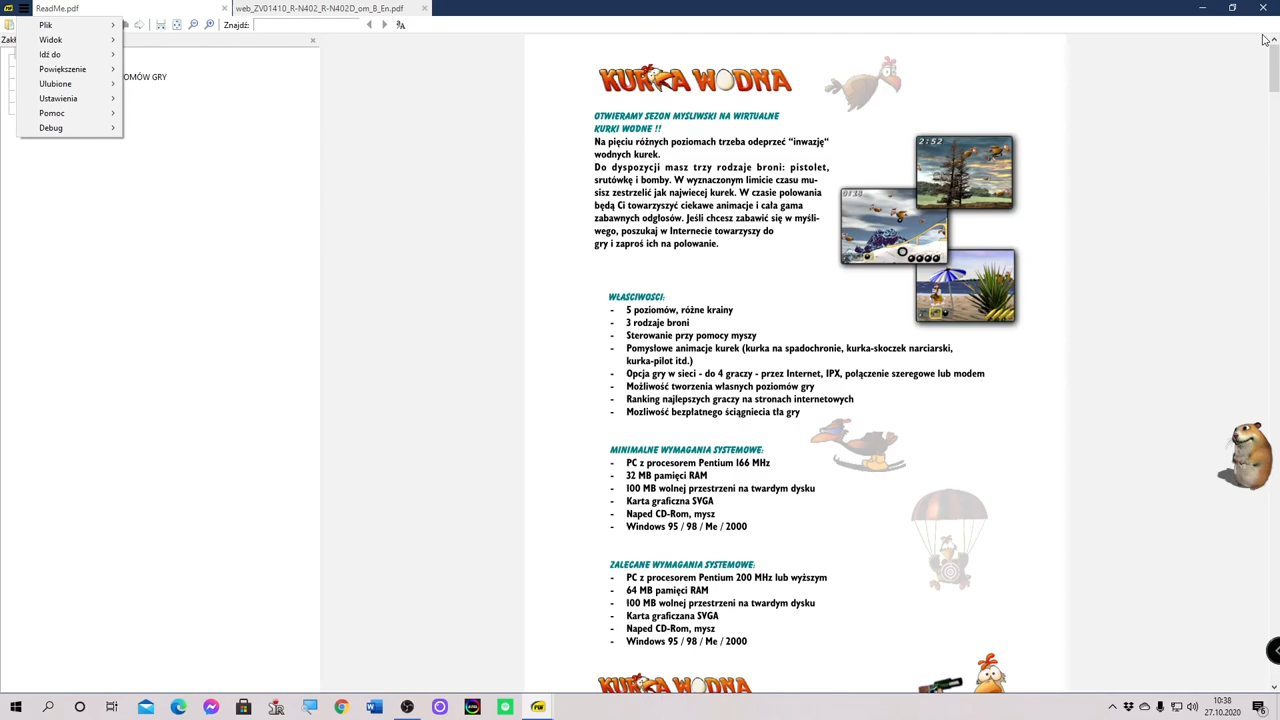 ReadMe.pdf
web_ZV01410_R-N402_R-N402D_om_B_En.pdf
Znajdź:
Plik
Widok
Idź do
Powiększenie
Ulubione
Ustawienia
Pomoc
Debug
OMÓW GRY
KURKA WODNA
OTWIERAMY SEZON MYŚLIWSKI NA WIRTUALNE
KURKI WODNE !!
Na pięciu różnych poziomach trzeba odeprzeć “inwazję“
wodnych kurek.
Do dyspozycji masz trzy rodzaje broni: pistolet,
srutówkę i bomby. W wyznaczonym limicie czasu mu-
sisz zestrzelić jak najwiecej kurek. W czasie polowania
będą Ci towarzyszyć ciekawe animacje i cała gama
zabawnych odgłosów. Jeśli chcesz zabawić się w myśli-
wego, poszukaj w Internecie towarzyszy do
gry i zaproś ich na polowanie.
2:52
WŁAŚCIWOŚCI:
- 5 poziomów, różne krainy
- 3 rodzaje broni
- Sterowanie przy pomocy myszy
- Pomysłowe animacje kurek (kurka na spadochronie, kurka-skoczek narciarski,
kurka-pilot itd.)
- Opcja gry w sieci - do 4 graczy - przez Internet, IPX, połączenie szeregowe lub modem
- Możliwość tworzenia własnych poziomów gry
- Ranking najlepszych graczy na stronach internetowych
- Mozliwość bezpłatnego ściągniecia tła gry
MINIMALNE WYMAGANIA SYSTEMOWE:
- PC z procesorem Pentium 166 MHz
- 32 MB pamięci RAM
- 100 MB wolnej przestrzeni na twardym dysku
- Karta graficzna SVGA
- Naped CD-Rom, mysz
- Windows 95 / 98 / Me / 2000
ZALECANE WYMAGANIA SYSTEMOWE:
- PC z procesorem Pentium 200 MHz lub wyższym
- 64 MB pamięci RAM
- 100 MB wolnej przestrzeni na twardym dysku
- Karta graficzana SVGA
- Naped CD-Rom, mysz
- Windows 95 / 98 / Me / 2000
KURKA WODNA
10:38
27.10.2020